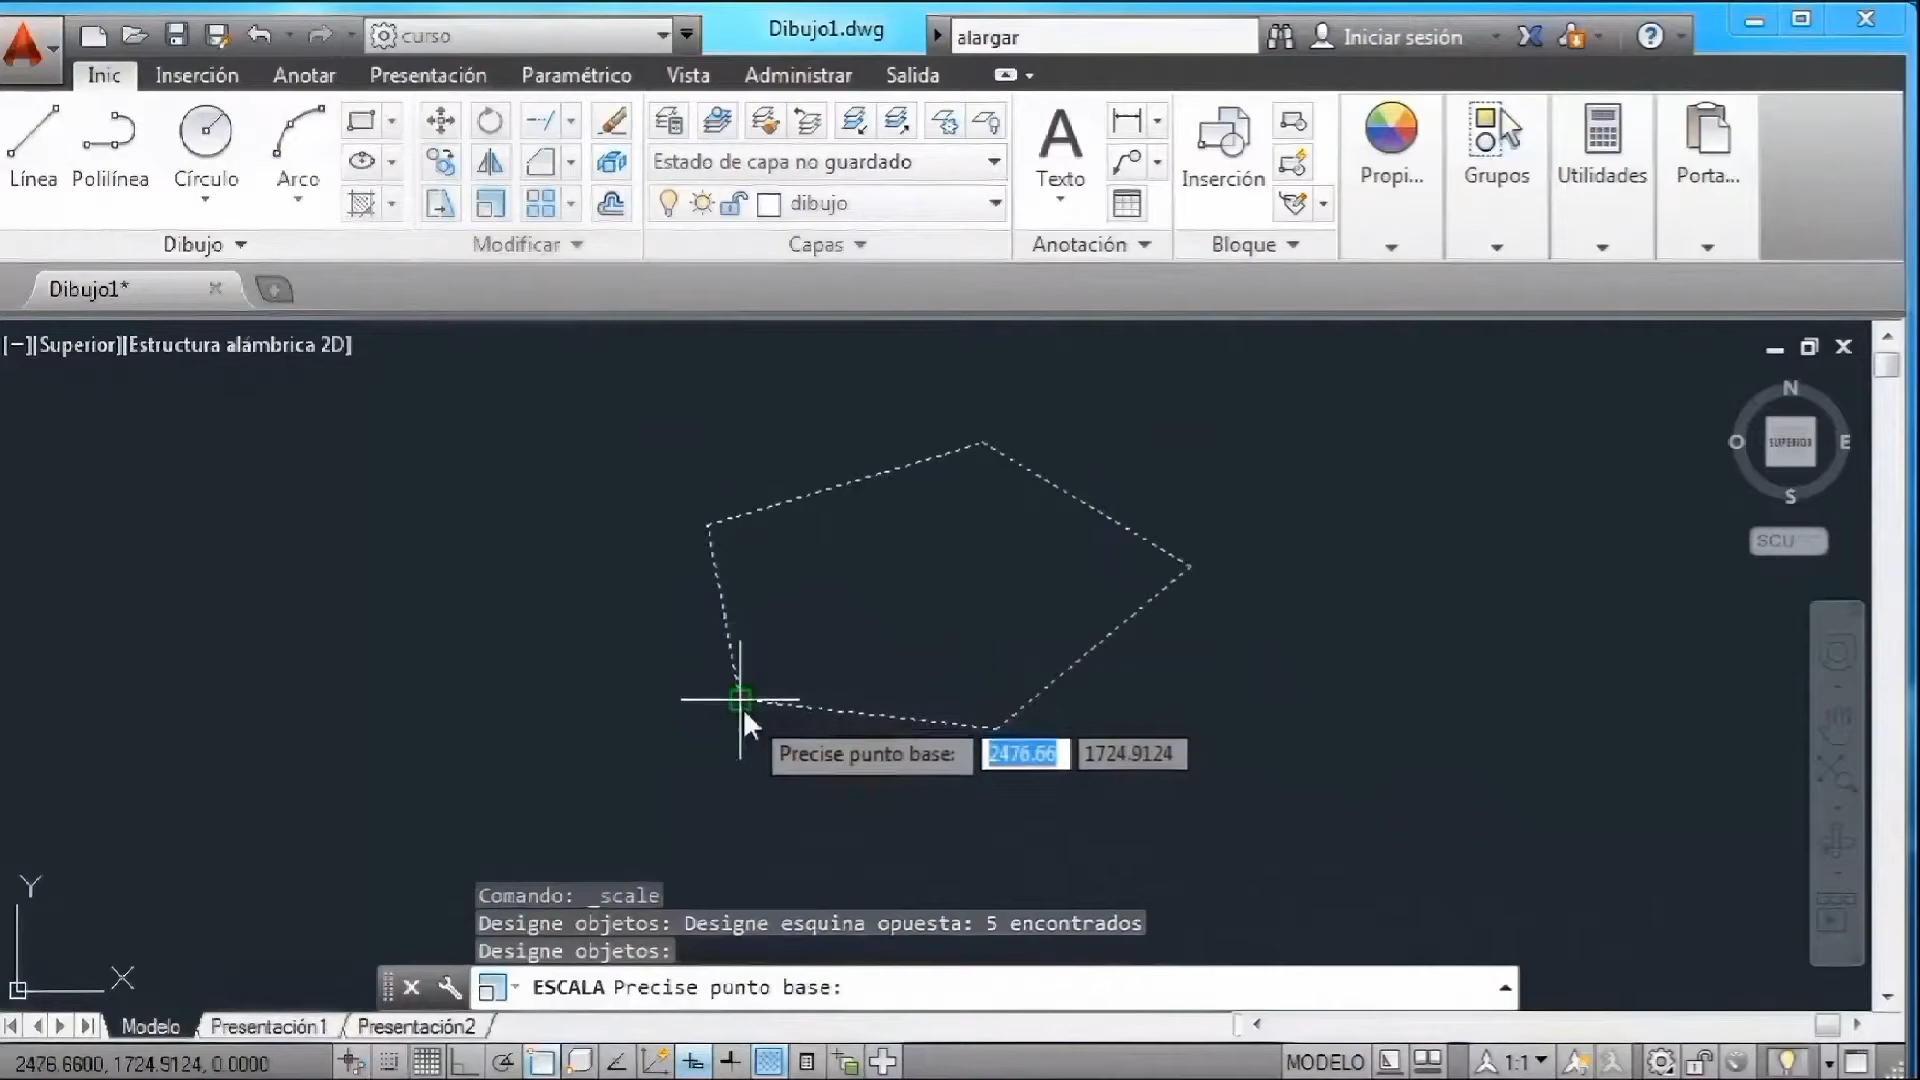 curso
Dibujo1.dwg
alargar
Iniciar sesión
Inic Inserción Anotar Presentación Paramétrico Vista Administrar Salida
Línea Polilínea Círculo Arco
Estado de capa no guardado
dibujo
Texto
Inserción
Propi...
Grupos
Utilidades
Porta...
Dibujo Modificar Capas Anotación Bloque
Dibujo1*
[−][Superior][Estructura alámbrica 2D]
N
O SUPERIOR E
S
SCU
Precise punto base: 2476.66 1724.9124
Y
X
Comando: _scale
Designe objetos: Designe esquina opuesta: 5 encontrados
Designe objetos:
ESCALA Precise punto base:
Modelo Presentación1 Presentación2
2476.6600, 1724.9124, 0.0000 MODELO 1:1